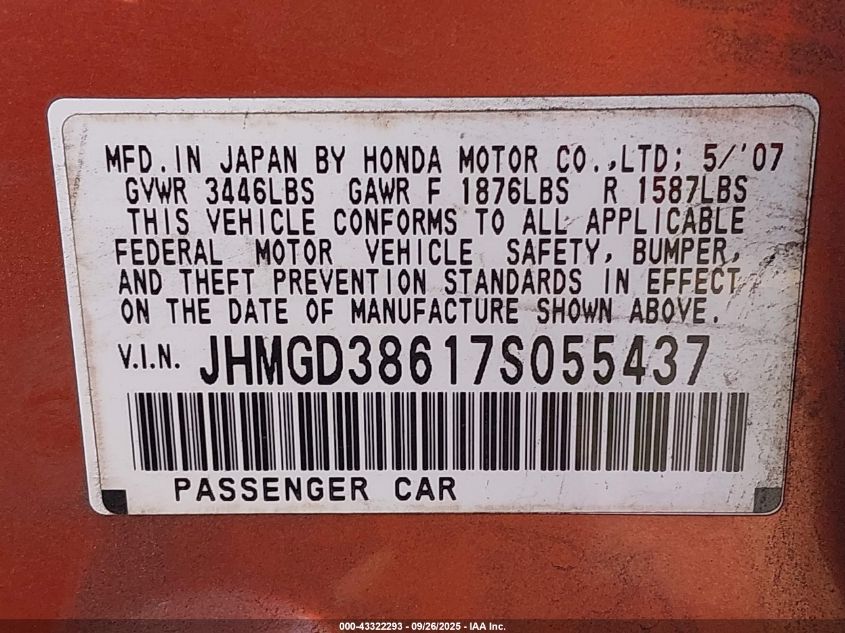 MFD. IN JAPAN BY HONDA MOTOR CO., LTD; 5/'07
GVWR 3446LBS GAWR F 1876LBS R 1587LBS
THIS VEHICLE CONFORMS TO ALL APPLICABLE
FEDERAL MOTOR VEHICLE SAFETY, BUMPER,
AND THEFT PREVENTION STANDARDS IN EFFECT
ON THE DATE OF MANUFACTURE SHOWN ABOVE.
V.I.N. JHMGD38617S055437
PASSENGER CAR
000-43322293 - 09/26/2025 - IAA Inc.